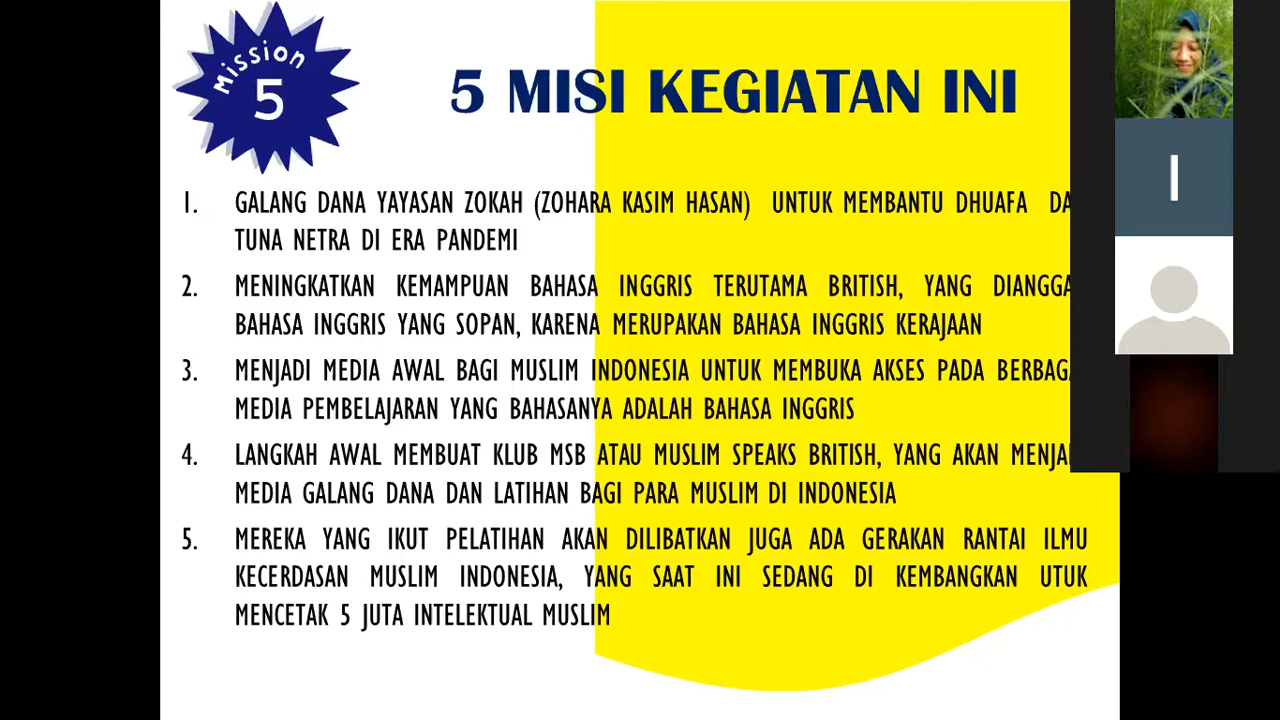 Mission
5
5 MISI KEGIATAN INI
1. GALANG DANA YAYASAN ZOKAH (ZOHARA KASIM HASAN) UNTUK MEMBANTU DHUAFA DA
TUNA NETRA DI ERA PANDEMI
2. MENINGKATKAN KEMAMPUAN BAHASA INGGRIS TERUTAMA BRITISH, YANG DIANGGA
BAHASA INGGRIS YANG SOPAN, KARENA MERUPAKAN BAHASA INGGRIS KERAJAAN
3. MENJADI MEDIA AWAL BAGI MUSLIM INDONESIA UNTUK MEMBUKA AKSES PADA BERBAGA
MEDIA PEMBELAJARAN YANG BAHASANYA ADALAH BAHASA INGGRIS
4. LANGKAH AWAL MEMBUAT KLUB MSB ATAU MUSLIM SPEAKS BRITISH, YANG AKAN MENJA
MEDIA GALANG DANA DAN LATIHAN BAGI PARA MUSLIM DI INDONESIA
5. MEREKA YANG IKUT PELATIHAN AKAN DILIBATKAN JUGA ADA GERAKAN RANTAI ILMU
KECERDASAN MUSLIM INDONESIA, YANG SAAT INI SEDANG DI KEMBANGKAN UTUK
MENCETAK 5 JUTA INTELEKTUAL MUSLIM
I